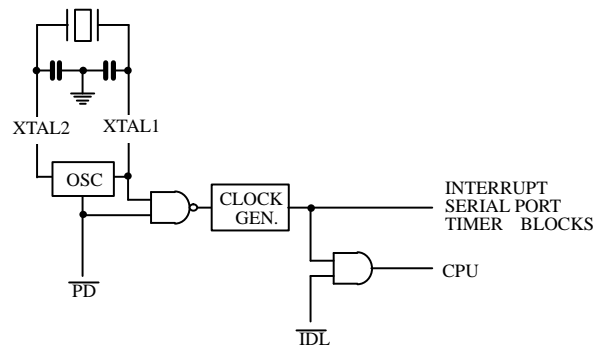 XTAL2 XTAL1
OSC
CLOCK
GEN.
INTERRUPT
SERIAL PORT
TIMER BLOCKS
CPU
PD
IDL